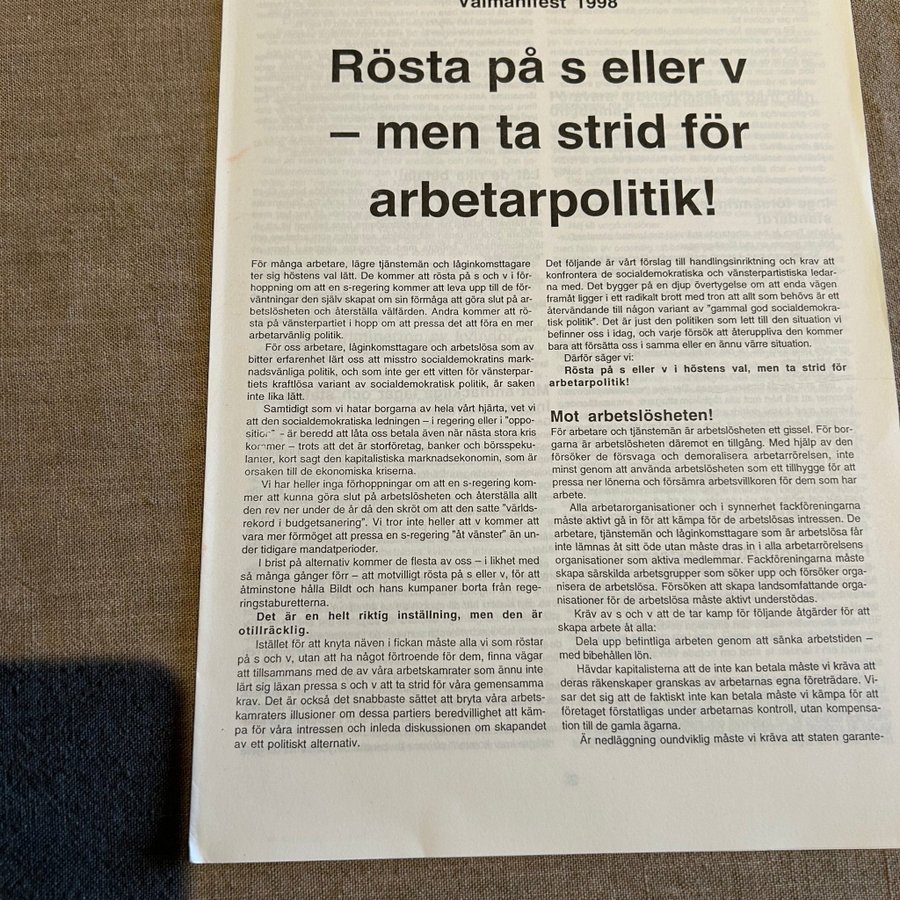 Valmanifest 1998
Rösta på s eller v
– men ta strid för
arbetarpolitik!
För många arbetare, lägre tjänstemän och låginkomsttagare
ter sig höstens val lätt. De kommer att rösta på s och v i för-
hoppning om att en s-regering kommer att leva upp till de för-
väntningar den själv skapat om sin förmåga att göra slut på ar-
betslösheten och återställa välfärden. Andra kommer att rö-
sta på vänsterpartiet i hopp om att pressa det att föra en mer
arbetarvänlig politik.
För oss arbetare, låginkomsttagare och arbetslösa som av
bitter erfarenhet lärt oss att misstro socialdemokratins mark-
nadsvänliga politik, och som inte ger ett vitten för vänsterpar-
tiets kraftlösa variant av socialdemokratisk politik, är saken
inte lika lätt.
Samtidigt som vi hatar borgarna av hela vårt hjärta, vet vi
att den socialdemokratiska ledningen – i regering eller i "oppo-
sition" – är beredd att låta oss betala även när nästa stora kris
kommer – trots att det är storföretag, banker och börsspeku-
lanter, kort sagt den kapitalistiska marknadsekonomin, som är
orsaken till de ekonomiska kriserna.
Vi har heller inga förhoppningar om att en s-regering kom-
mer att kunna göra slut på arbetslösheten och återställa allt
den rev ner under de år då den skröt om att den satte "världs-
rekord i budgetsanering". Vi tror inte heller att v kommer att
vara mer förmöget att pressa en s-regering "åt vänster" än un-
der tidigare mandatperioder.
I brist på alternativ kommer de flesta av oss – i likhet med
så många gånger förr – att motvilligt rösta på s eller v, för att
åtminstone hålla Bildt och hans kumpaner borta från rege-
ringstaburetterna.
Det är en helt riktig inställning, men den är
otillräcklig.
Istället för att knyta näven i fickan måste alla vi som röstar
på s och v, utan att ha något förtroende för dem, finna vägar
att tillsammans med de av våra arbetskamrater som ännu inte
lärt sig läxan pressa s och v att ta strid för våra gemensamma
krav. Det är också det snabbaste sättet att bryta våra arbets-
kamraters illusioner om dessa partiers beredvillighet att käm-
pa för våra intressen och inleda diskussionen om skapandet
av ett politiskt alternativ.
Det följande är vårt förslag till handlingsinriktning och krav att
konfrontera de socialdemokratiska och vänsterpartistiska ledar-
na med. Det bygger på en djup övertygelse om att enda vägen
framåt ligger i ett radikalt brott med tron att allt som behövs är ett
återvändande till någon variant av "gammal god socialdemokra-
tisk politik". Det är just den politiken som lett till den situation vi
befinner oss i idag, och varje försök att återuppliva den kommer
bara att försätta oss i samma eller en ännu värre situation.
Därför säger vi:
Rösta på s eller v i höstens val, men ta strid för
arbetarpolitik!
Mot arbetslösheten!
För arbetare och tjänstemän är arbetslösheten ett gissel. För bor-
garna är arbetslösheten däremot en tillgång. Med hjälp av den
försöker de försvaga och demoralisera arbetarrörelsen, inte
minst genom att använda arbetslösheten som ett tillhygge för att
pressa ner lönerna och försämra arbetsvillkoren för dem som har
arbete.
Alla arbetarorganisationer och i synnerhet fackföreningarna
måste aktivt gå in för att kämpa för de arbetslösas intressen. De
arbetare, tjänstemän och låginkomsttagare som är arbetslösa får
inte lämnas åt sitt öde utan måste dras in i alla arbetarrörelsens
organisationer som aktiva medlemmar. Fackföreningarna måste
skapa särskilda arbetsgrupper som söker upp och försöker orga-
nisera de arbetslösa. Försöken att skapa landsomfattande orga-
nisationer för de arbetslösa måste aktivt understödas.
Kräv av s och v att de tar kamp för följande åtgärder för att
skapa arbete åt alla:
Dela upp befintliga arbeten genom att sänka arbetstiden –
med bibehållen lön.
Hävdar kapitalisterna att de inte kan betala måste vi kräva att
deras räkenskaper granskas av arbetarnas egna företrädare. Vi-
sar det sig att de faktiskt inte kan betala måste vi kämpa för att
företaget förstatligas under arbetarnas kontroll, utan kompensa-
tion till de gamla ägarna.
Är nedläggning oundviklig måste vi kräva att staten garante-